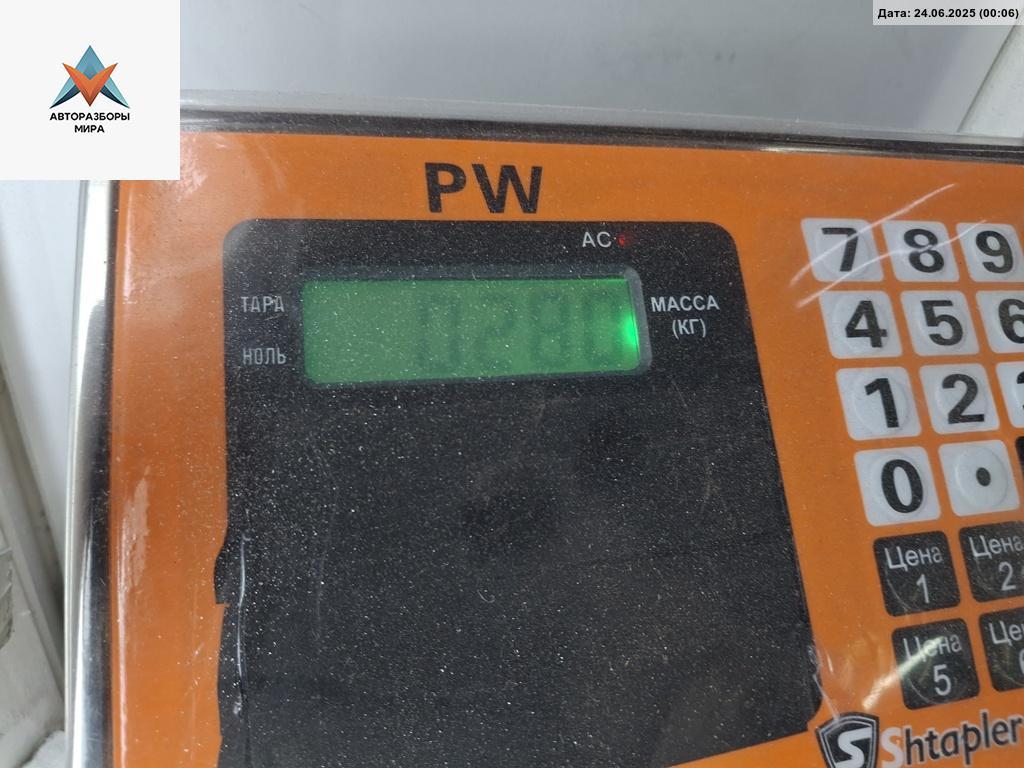 Дата: 24.06.2025 (00:06)
АВТОРАЗБОРЫ
МИРА
PW
AC
ТАРА
МАССА
(КГ)
НОЛЬ
7 8 9
4 5 6
1 2
0 .
Цена
1
Цена
2
Цена
5
Цена
Shtapler